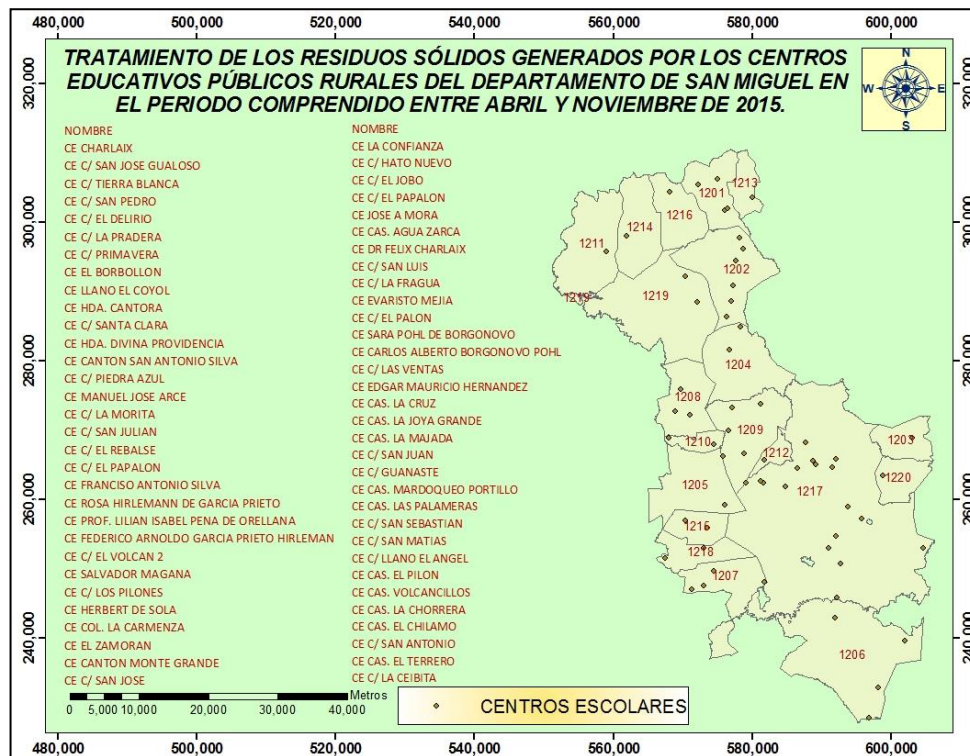 480,000 500,000 520,000 540,000 560,000 580,000 600,000
TRATAMIENTO DE LOS RESIDUOS SÓLIDOS GENERADOS POR LOS CENTROS
EDUCATIVOS PÚBLICOS RURALES DEL DEPARTAMENTO DE SAN MIGUEL EN
EL PERIODO COMPRENDIDO ENTRE ABRIL Y NOVIEMBRE DE 2015.
N
W E
S
320,000
300,000
280,000
260,000
240,000
NOMBRE
CE CHARLAIX
CE C/ SAN JOSE GUALOSO
CE C/ TIERRA BLANCA
CE C/ SAN PEDRO
CE C/ EL DELIRIO
CE C/ LA PRADERA
CE C/ PRIMAVERA
CE EL BORBOLLON
CE LLANO EL COYOL
CE HDA. CANTORA
CE C/ SANTA CLARA
CE HDA. DIVINA PROVIDENCIA
CE CANTON SAN ANTONIO SILVA
CE C/ PIEDRA AZUL
CE MANUEL JOSE ARCE
CE C/ LA MORITA
CE C/ SAN JULIAN
CE C/ EL REBALSE
CE C/ EL PAPALON
CE FRANCISO ANTONIO SILVA
CE ROSA HIRLEMANN DE GARCIA PRIETO
CE PROF. LILIAN ISABEL PENA DE ORELLANA
CE FEDERICO ARNOLDO GARCIA PRIETO HIRLEMAN
CE C/ EL VOLCAN 2
CE SALVADOR MAGANA
CE C/ LOS PILONES
CE HERBERT DE SOLA
CE COL. LA CARMENZA
CE EL ZAMORAN
CE CANTON MONTE GRANDE
CE C/ SAN JOSE
NOMBRE
CE LA CONFIANZA
CE C/ HATO NUEVO
CE C/ EL JOBO
CE C/ EL PAPALON
CE JOSE A MORA
CE CAS. AGUA ZARCA
CE DR FELIX CHARLAIX
CE C/ SAN LUIS
CE C/ LA FRAGUA
CE EVARISTO MEJIA
CE C/ EL PALON
CE SARA POHL DE BORGONOVO
CE CARLOS ALBERTO BORGONOVO POHL
CE C/ LAS VENTAS
CE EDGAR MAURICIO HERNANDEZ
CE CAS. LA CRUZ
CE CAS. LA JOYA GRANDE
CE CAS. LA MAJADA
CE C/ SAN JUAN
CE C/ GUANASTE
CE CAS. MARDOQUEO PORTILLO
CE CAS. LAS PALAMERAS
CE C/ SAN SEBASTIAN
CE C/ SAN MATIAS
CE C/ LLANO EL ANGEL
CE CAS. EL PILON
CE CAS. VOLCANCILLOS
CE CAS. LA CHORRERA
CE CAS. EL CHILAMO
CE C/ SAN ANTONIO
CE CAS. EL TERRERO
CE C/ LA CEIBITA
1213
1201
1216
1214
1211
1202
1219
1219
1204
1208
1209
1210
1212
1203
1205
1217
1220
1215
1218
1207
1206
Metros
0 5,000 10,000 20,000 30,000 40,000
CENTROS ESCOLARES
320,000
300,000
280,000
260,000
240,000
480,000 500,000 520,000 540,000 560,000 580,000 600,000